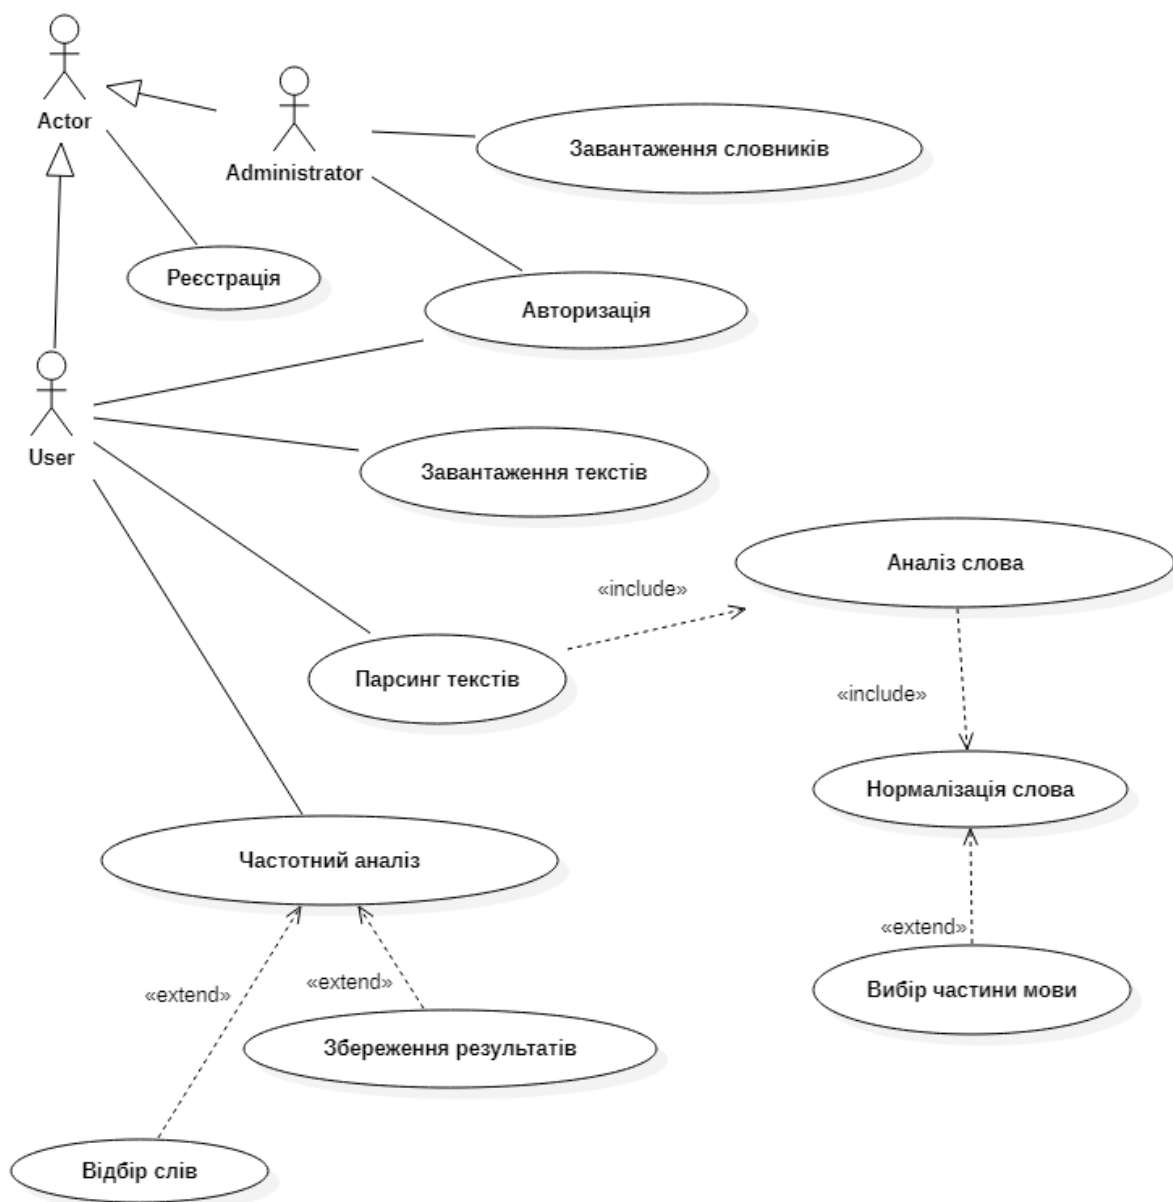 Actor
Administrator
Завантаження словників
Реєстрація
Авторизація
User
Завантаження текстів
Аналіз слова
«include»
Парсинг текстів
«include»
Нормалізація слова
Частотний аналіз
«extend»
Вибір частини мови
«extend»
«extend»
Збереження результатів
Відбір слів